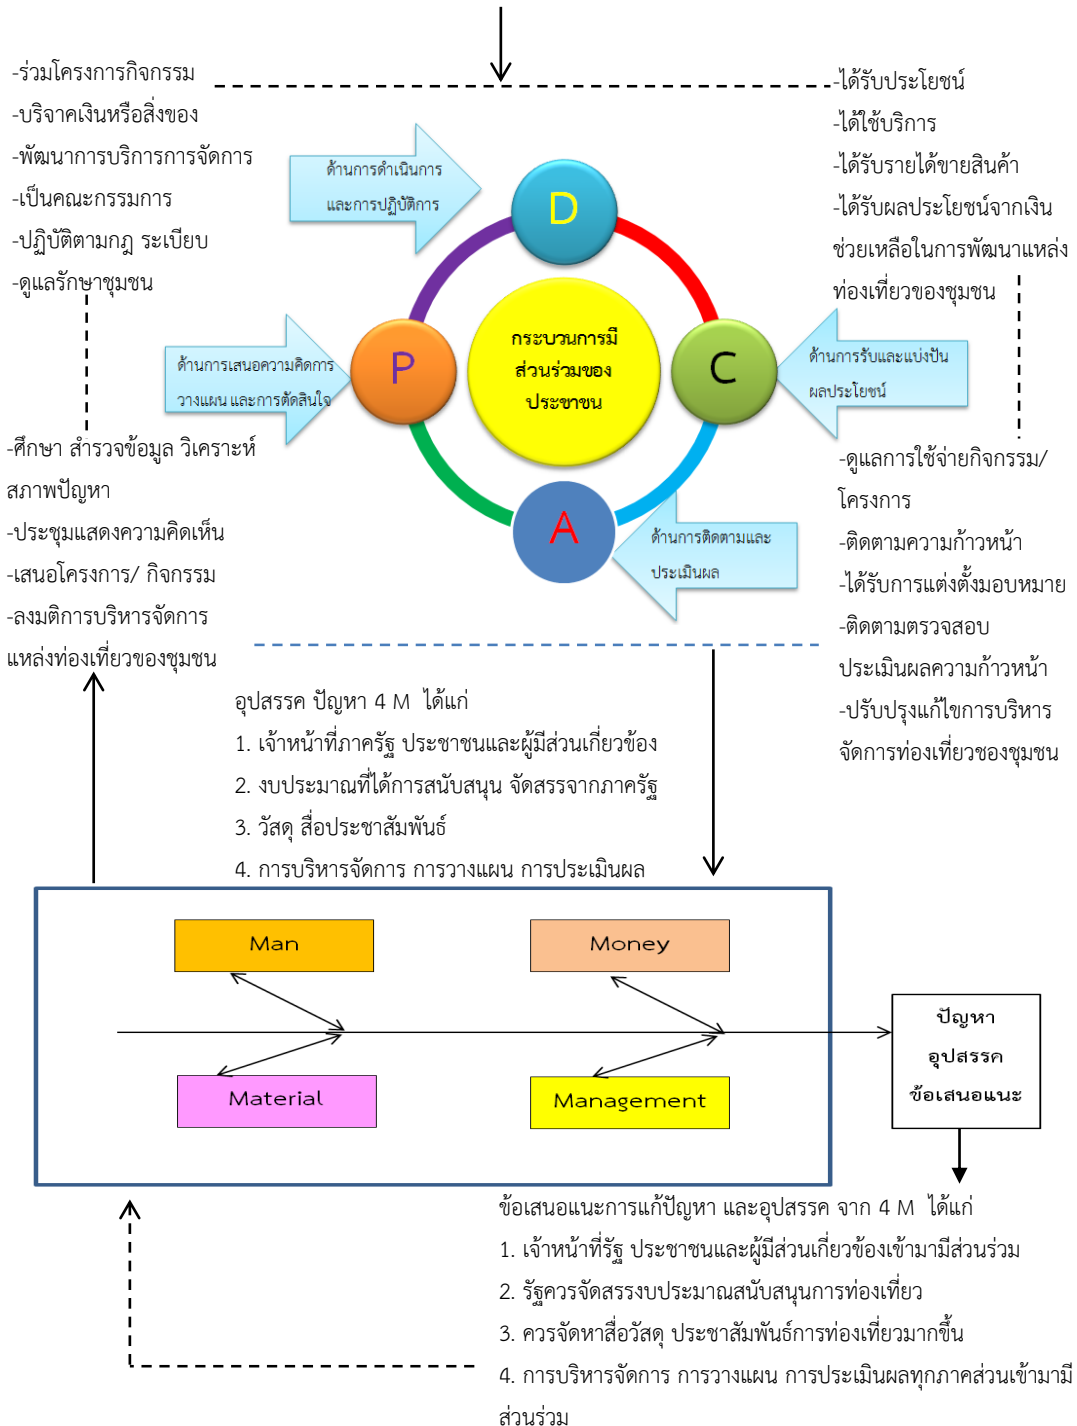 -ร่วมโครงการกิจกรรม
-บริจาคเงินหรือสิ่งของ
-พัฒนาการบริการการจัดการ
-เป็นคณะกรรมการ
-ปฏิบัติตามกฎ ระเบียบ
-ดูแลรักษาชุมชน
ด้านการดำเนินการ
และการปฏิบัติการ
D
-ได้รับประโยชน์
-ได้ใช้บริการ
-ได้รับรายได้ขายสินค้า
-ได้รับผลประโยชน์จากเงิน
ช่วยเหลือในการพัฒนาแหล่ง
ท่องเที่ยวของชุมชน
ด้านการเสนอความคิดการ
วางแผน และการตัดสินใจ
P
กระบวนการมี
ส่วนร่วมของ
ประชาชน
C
ด้านการรับและแบ่งปัน
ผลประโยชน์
-ศึกษา สำรวจข้อมูล วิเคราะห์
สภาพปัญหา
-ประชุมแสดงความคิดเห็น
-เสนอโครงการ/ กิจกรรม
-ลงมติการบริหารจัดการ
แหล่งท่องเที่ยวของชุมชน
A
ด้านการติดตามและ
ประเมินผล
-ดูแลการใช้จ่ายกิจกรรม/
โครงการ
-ติดตามความก้าวหน้า
-ได้รับการแต่งตั้งมอบหมาย
-ติดตามตรวจสอบ
ประเมินผลความก้าวหน้า
-ปรับปรุงแก้ไขการบริหาร
จัดการท่องเที่ยวชองชุมชน
อุปสรรค ปัญหา 4 M ได้แก่
1. เจ้าหน้าที่ภาครัฐ ประชาชนและผู้มีส่วนเกี่ยวข้อง
2. งบประมาณที่ได้การสนับสนุน จัดสรรจากภาครัฐ
3. วัสดุ สื่อประชาสัมพันธ์
4. การบริหารจัดการ การวางแผน การประเมินผล
Man
Money
Material
Management
ปัญหา
อุปสรรค
ข้อเสนอแนะ
ข้อเสนอแนะการแก้ปัญหา และอุปสรรค จาก 4 M ได้แก่
1. เจ้าหน้าที่รัฐ ประชาชนและผู้มีส่วนเกี่ยวข้องเข้ามามีส่วนร่วม
2. รัฐควรจัดสรรงบประมาณสนับสนุนการท่องเที่ยว
3. ควรจัดหาสื่อวัสดุ ประชาสัมพันธ์การท่องเที่ยวมากขึ้น
4. การบริหารจัดการ การวางแผน การประเมินผลทุกภาคส่วนเข้ามามี
ส่วนร่วม